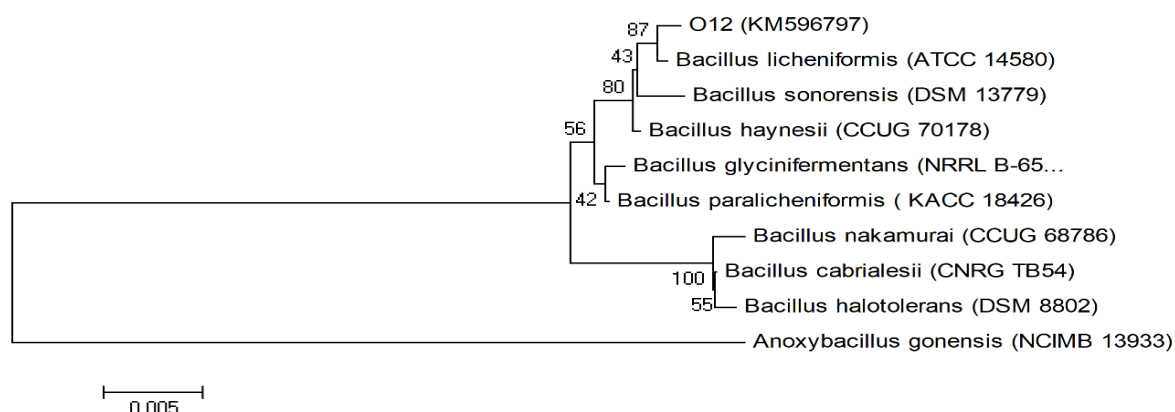 87
O12 (KM596797)
Bacillus licheniformis (ATCC 14580)
43
Bacillus sonorensis (DSM 13779)
80
Bacillus haynesii (CCUG 70178)
56
Bacillus glycinifermentans (NRRL B-65...
42
Bacillus paralicheniformis ( KACC 18426)
Bacillus nakamurai (CCUG 68786)
100
Bacillus cabrialesii (CNRG TB54)
55
Bacillus halotolerans (DSM 8802)
Anoxybacillus gonensis (NCIMB 13933)
0.005